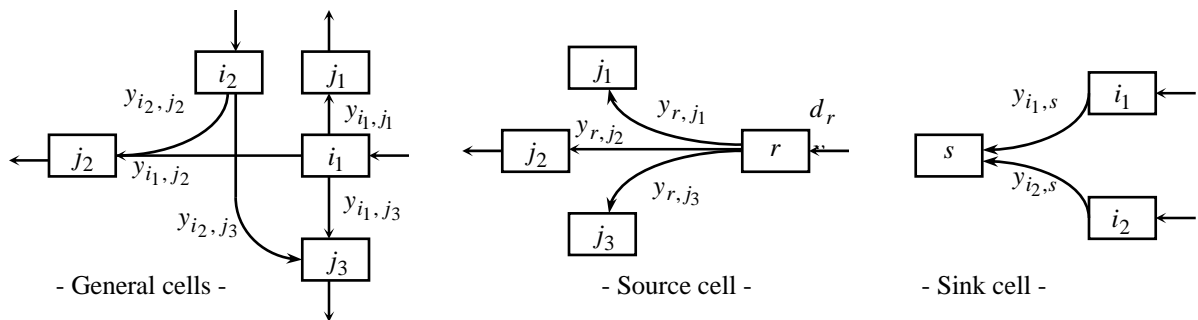 i₂
j₁
y_{i₂, j₂}
y_{i₁, j₁}
j₂
i₁
y_{i₁, j₂}
y_{i₁, j₃}
y_{i₂, j₃}
j₃
- General cells -
j₁
y_{r, j₁}
d_r
y_{r, j₂}
j₂
r
y_{r, j₃}
j₃
- Source cell -
y_{i₁, s}
i₁
s
y_{i₂, s}
i₂
- Sink cell -